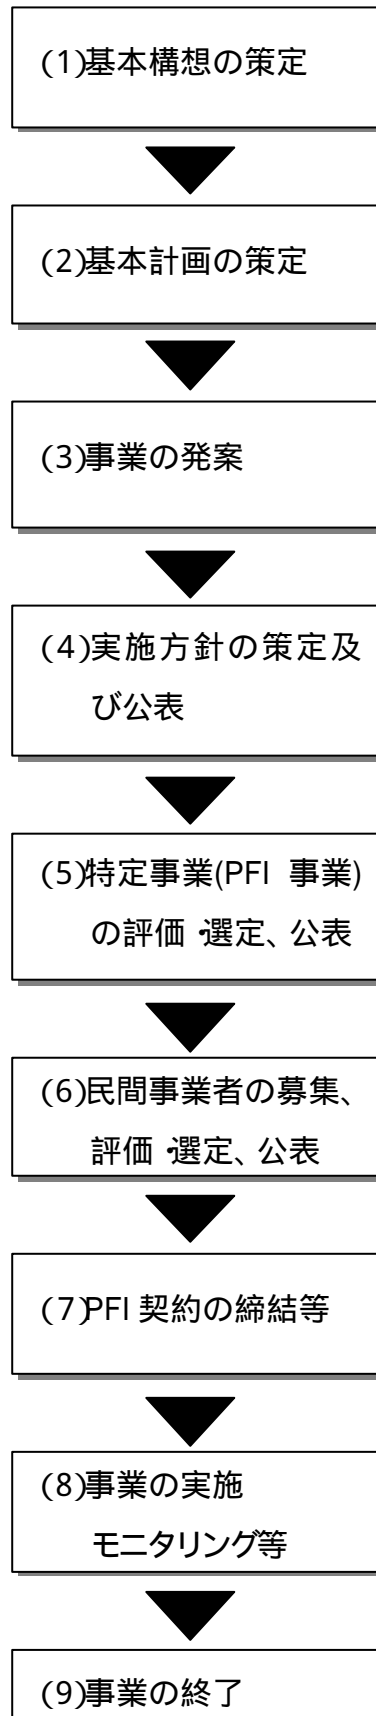 (1)基本構想の策定
(2)基本計画の策定
(3)事業の発案
(4)実施方針の策定及
び公表
(5)特定事業(PFI 事業)
の評価・選定、公表
(6)民間事業者の募集、
評価・選定、公表
(7)PFI 契約の締結等
(8)事業の実施
モニタリング等
(9)事業の終了